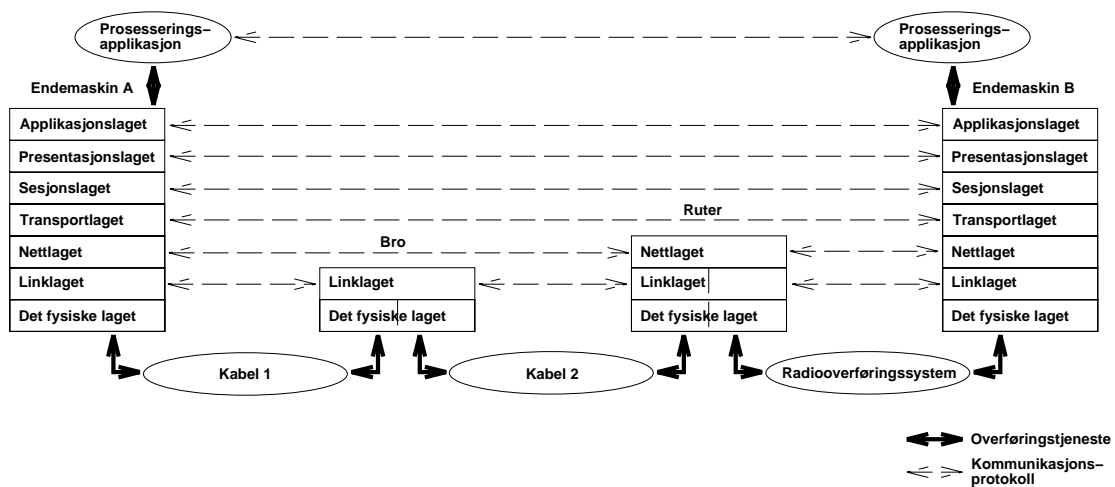 Prosesserings–
applikasjon
Prosesserings–
applikasjon
Endemaskin A
Endemaskin B
Applikasjonslaget
Applikasjonslaget
Presentasjonslaget
Presentasjonslaget
Sesjonslaget
Sesjonslaget
Ruter
Transportlaget
Transportlaget
Bro
Nettlaget
Nettlaget
Nettlaget
Linklaget
Linklaget
Linklaget
Linklaget
Det fysiske laget
Det fysiske laget
Det fysiske laget
Det fysiske laget
Kabel 1
Kabel 2
Radiooverføringssystem
Overføringstjeneste
Kommunikasjons–
protokoll